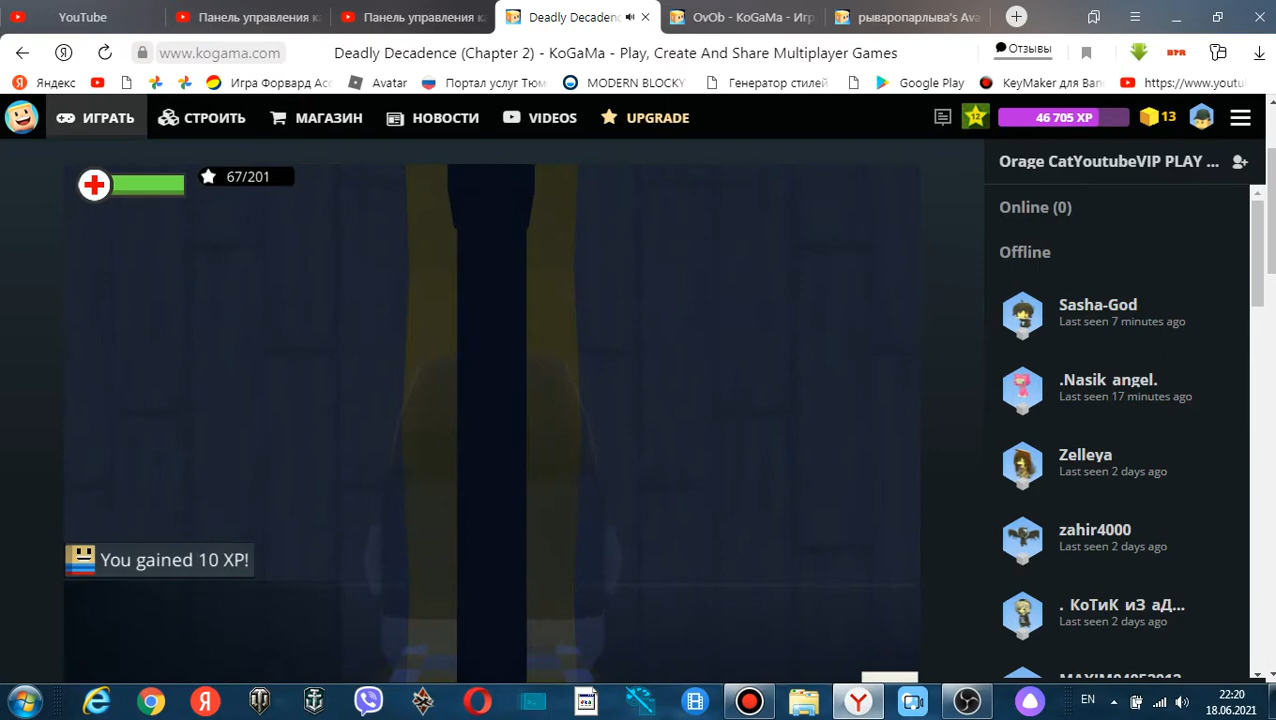 YouTube
Панель управления ка
Панель управления ка
Deadly Decadenc
OvOb - KoGaMa - Игр
рываропарлыва's Ava
www.kogama.com
Deadly Decadence (Chapter 2) - KoGaMa - Play, Create And Share Multiplayer Games
Отзывы
Яндекс
Игра Форвард Асс
Avatar
Портал услуг Тюм
MODERN BLOCKY
Генератор стилей
Google Play
KeyMaker для Ban
https://www.youtu
ИГРАТЬ
СТРОИТЬ
МАГАЗИН
НОВОСТИ
VIDEOS
UPGRADE
12
46 705 XP
13
67/201
You gained 10 XP!
Orage CatYoutubeVIP PLAY ...
Online (0)
Offline
Sasha-God
Last seen 7 minutes ago
.Nasik angel.
Last seen 17 minutes ago
Zelleya
Last seen 2 days ago
zahir4000
Last seen 2 days ago
. КоТиК иЗ аД...
Last seen 2 days ago
EN
22:20
18.06.2021